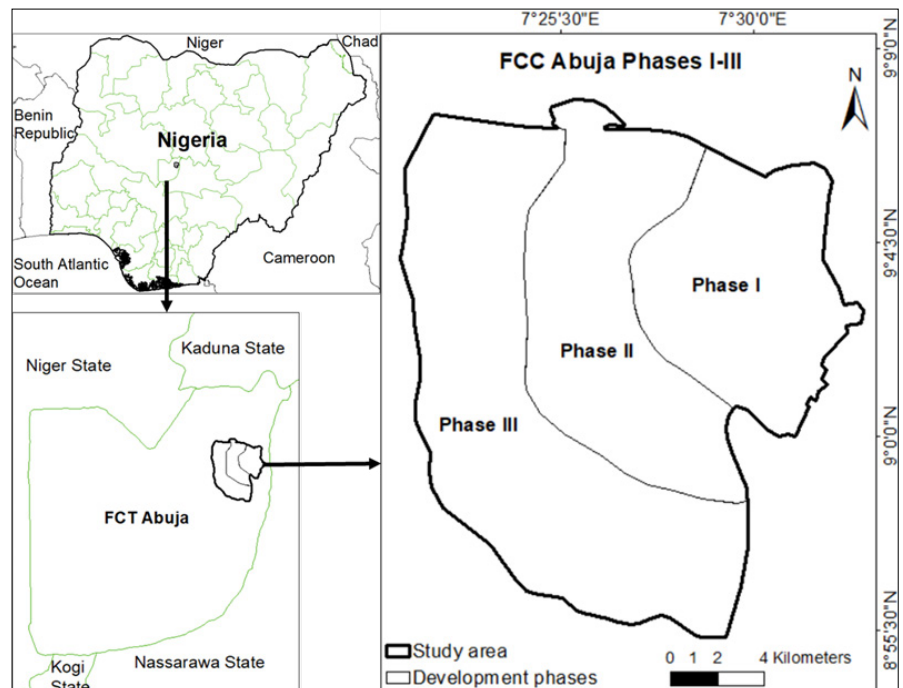 Niger
Chad
Benin
Republic
Nigeria
South Atlantic
Ocean
Cameroon
Kaduna State
Niger State
FCT Abuja
Nassarawa State
Kogi
State
7°25'30"E
7°30'0"E
FCC Abuja Phases I-III
N
9°9'0"N
9°4'30"N
9°0'0"N
8°55'30"N
Phase I
Phase II
Phase III
Study area
Development phases
0 1 2 4 Kilometers